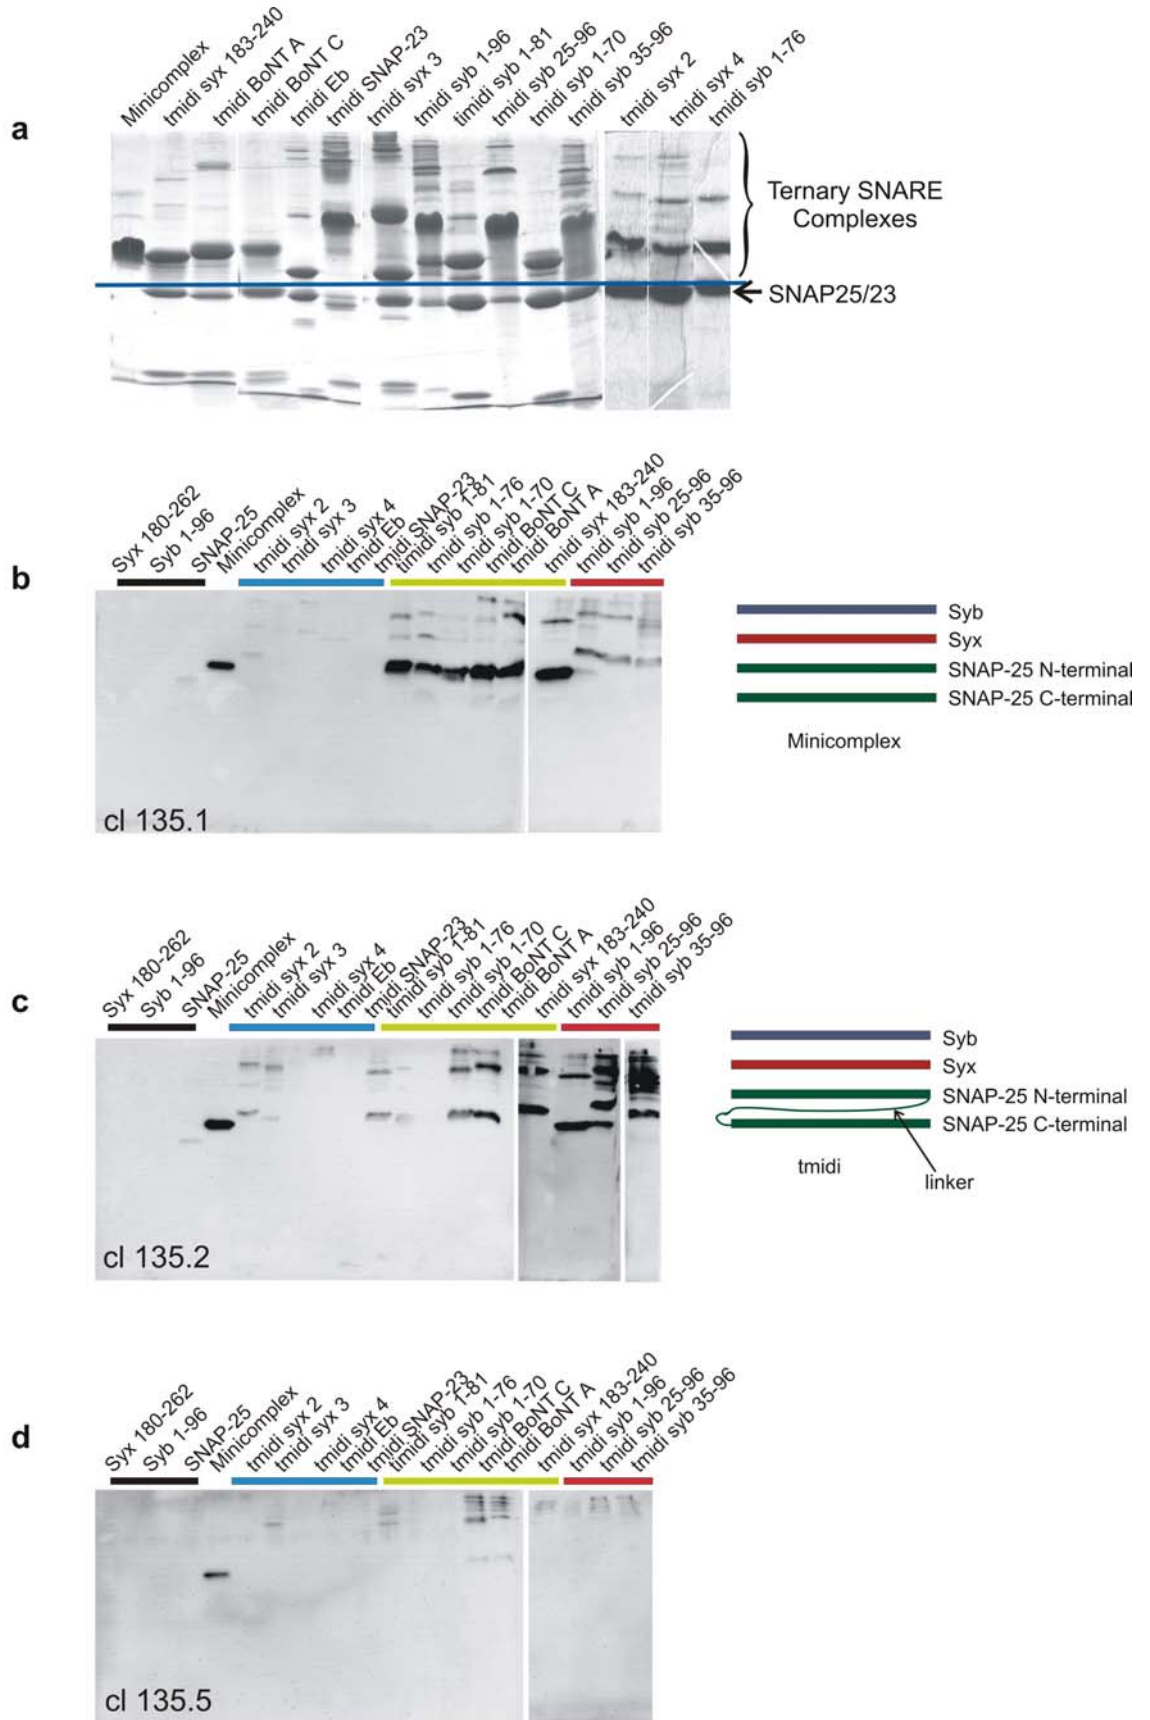 a
Minicomplex
tmidi syx 183-240
tmidi BoNT A
tmidi BoNT C
tmidi Eb
tmidi SNAP-23
tmidi syx 3
tmidi syb 1-96
timidi syb 1-81
tmidi syb 25-96
tmidi syb 1-70
tmidi syb 35-96
tmidi syx 2
tmidi syx 4
tmidi syb 1-76
Ternary SNARE
Complexes
SNAP25/23
b
Syx 180-262
Syb 1-96
SNAP-25
Minicomplex
tmidi syx 2
tmidi syx 3
tmidi syx 4
tmidi Eb
tmidi SNAP-23
timidi syb 1-81
tmidi syb 1-76
tmidi syb 1-70
tmidi BoNT C
tmidi BoNT A
tmidi syx 183-240
tmidi syb 1-96
tmidi syb 25-96
tmidi syb 35-96
cl 135.1
Syb
Syx
SNAP-25 N-terminal
SNAP-25 C-terminal
Minicomplex
c
Syx 180-262
Syb 1-96
SNAP-25
Minicomplex
tmidi syx 2
tmidi syx 3
tmidi syx 4
tmidi Eb
tmidi SNAP-23
timidi syb 1-81
tmidi syb 1-76
tmidi syb 1-70
tmidi BoNT C
tmidi BoNT A
tmidi syx 183-240
tmidi syb 1-96
tmidi syb 25-96
tmidi syb 35-96
cl 135.2
Syb
Syx
SNAP-25 N-terminal
SNAP-25 C-terminal
tmidi
linker
d
Syx 180-262
Syb 1-96
SNAP-25
Minicomplex
tmidi syx 2
tmidi syx 3
tmidi syx 4
tmidi Eb
tmidi SNAP-23
timidi syb 1-81
tmidi syb 1-76
tmidi syb 1-70
tmidi BoNT C
tmidi BoNT A
tmidi syx 183-240
tmidi syb 1-96
tmidi syb 25-96
tmidi syb 35-96
cl 135.5